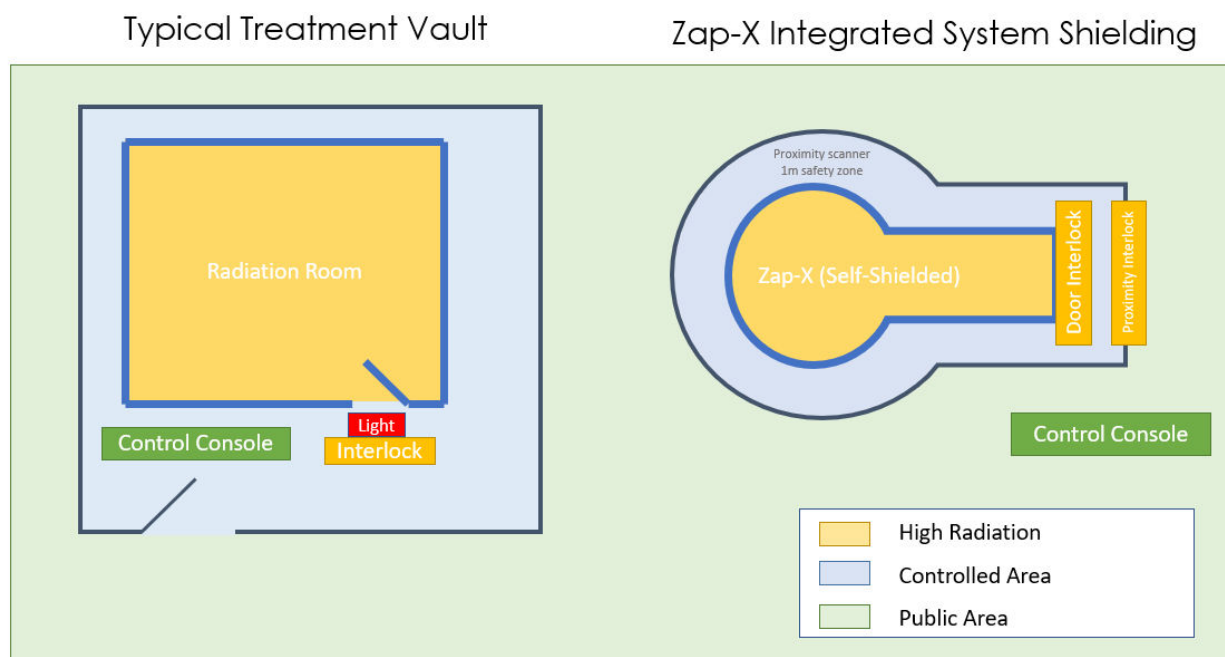 Typical Treatment Vault
Zap-X Integrated System Shielding
Radiation Room
Light
Control Console
Interlock
Proximity scanner
1m safety zone
Zap-X (Self-Shielded)
Door Interlock
Proximity Interlock
Control Console
High Radiation
Controlled Area
Public Area